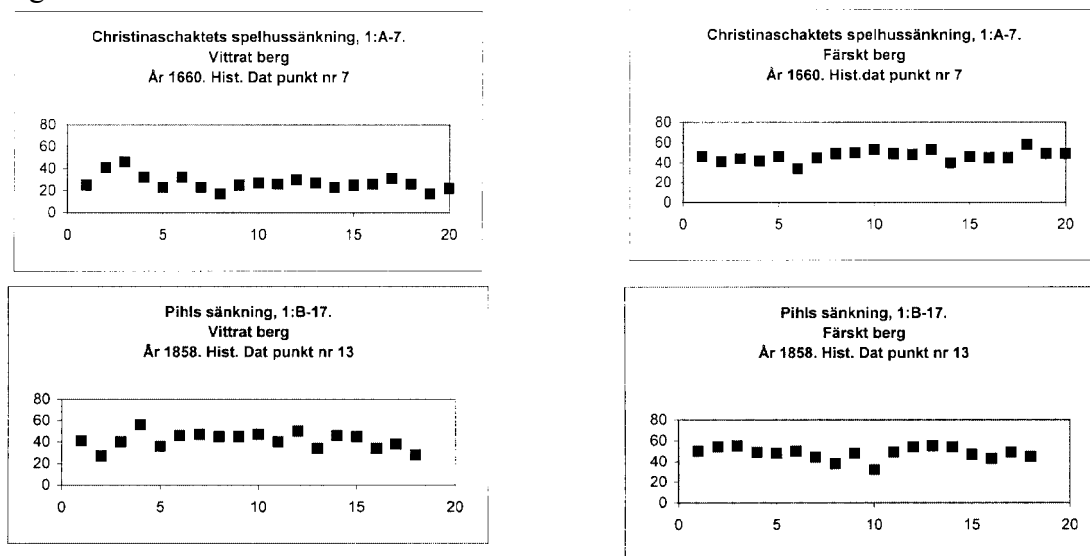 Christinaschaktets spelhussänkning, 1:A-7.
Vittrat berg
År 1660. Hist. Dat punkt nr 7
80
60
40
20
0
0 5 10 15 20
Christinaschaktets spelhussänkning, 1:A-7.
Färskt berg
År 1660. Hist.dat punkt nr 7
80
60
40
20
0
0 5 10 15 20
Pihls sänkning, 1:B-17.
Vittrat berg
År 1858. Hist. Dat punkt nr 13
80
60
40
20
0
0 5 10 15 20
Pihls sänkning, 1:B-17.
Färskt berg
År 1858. Hist. Dat punkt nr 13
80
60
40
20
0
0 5 10 15 20